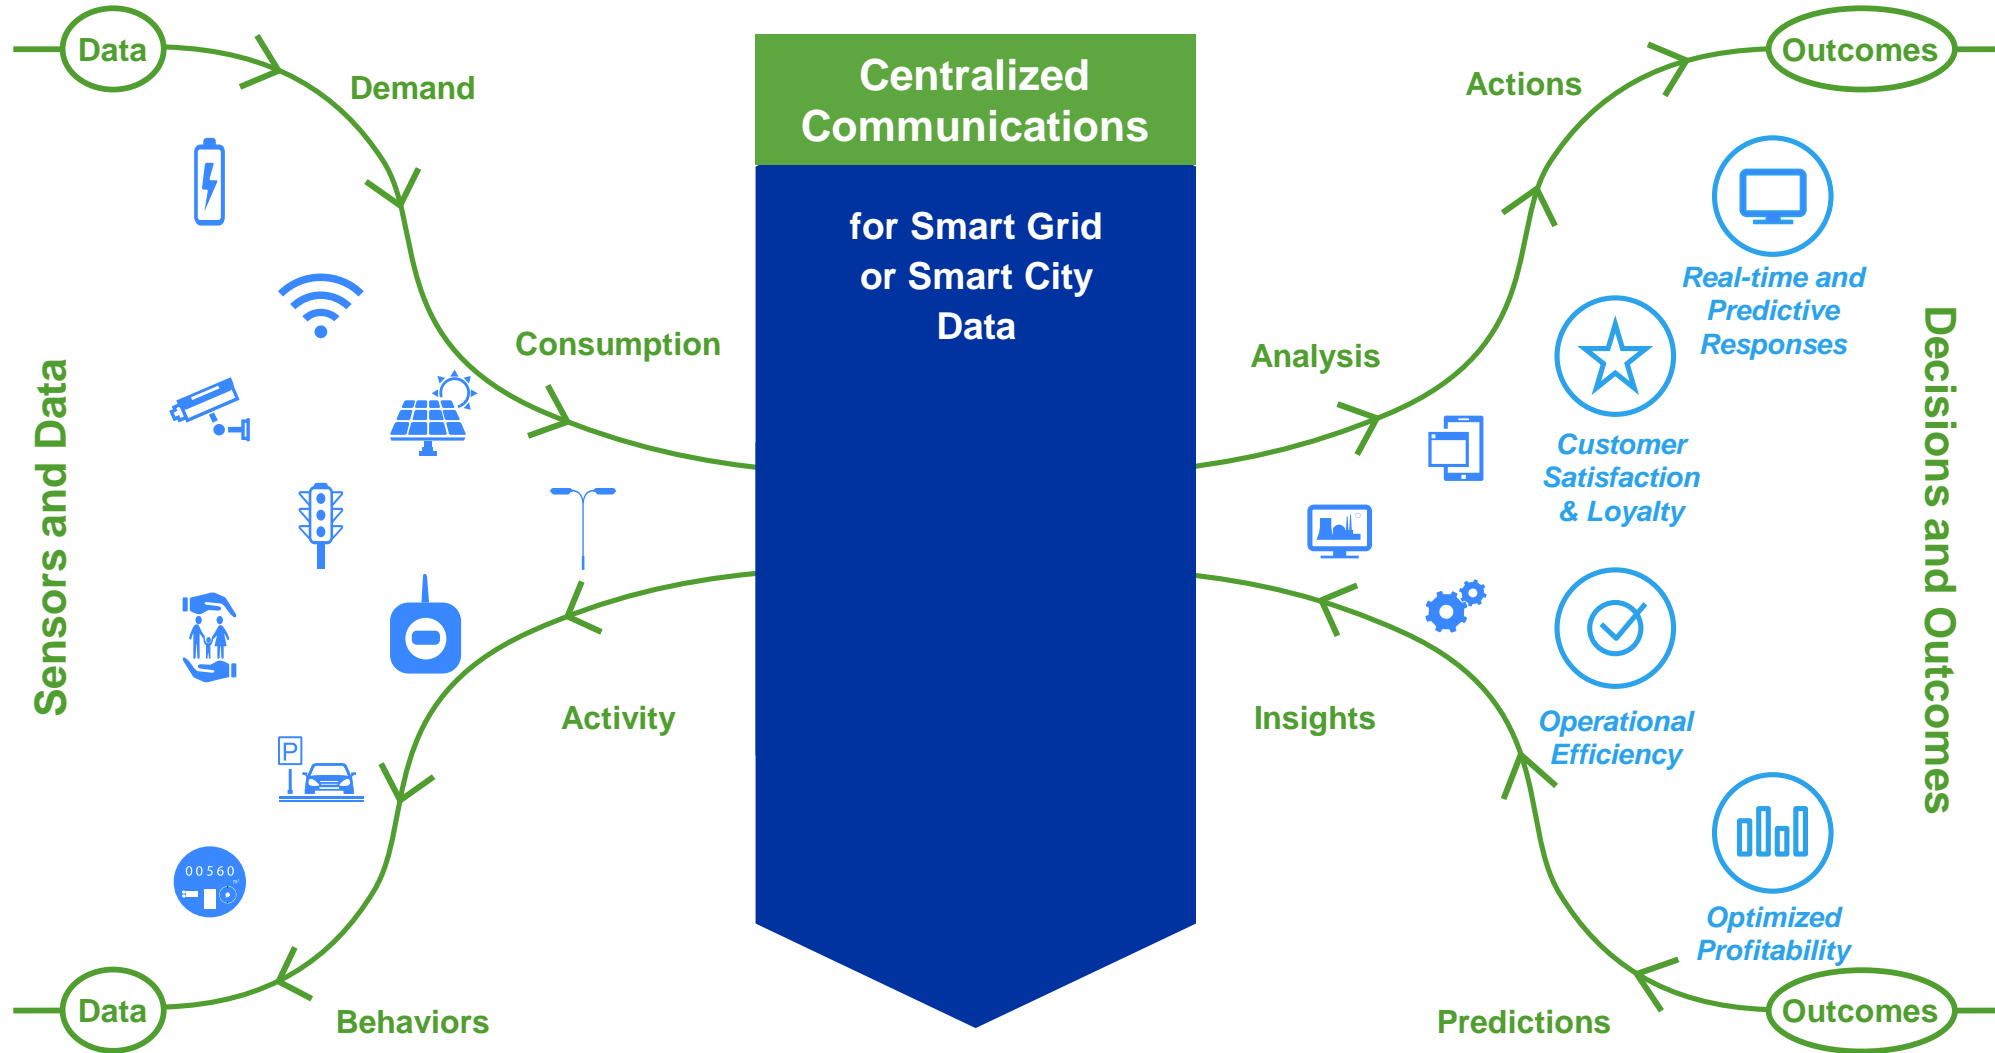 Data
Demand
Consumption
Sensors and Data
P
00560
Activity
Behaviors
Data
Centralized
Communications
for Smart Grid
or Smart City
Data
Actions
Outcomes
Analysis
Real-time and
Predictive
Responses
Customer
Satisfaction
& Loyalty
Decisions and Outcomes
Insights
Operational
Efficiency
Optimized
Profitability
Predictions
Outcomes